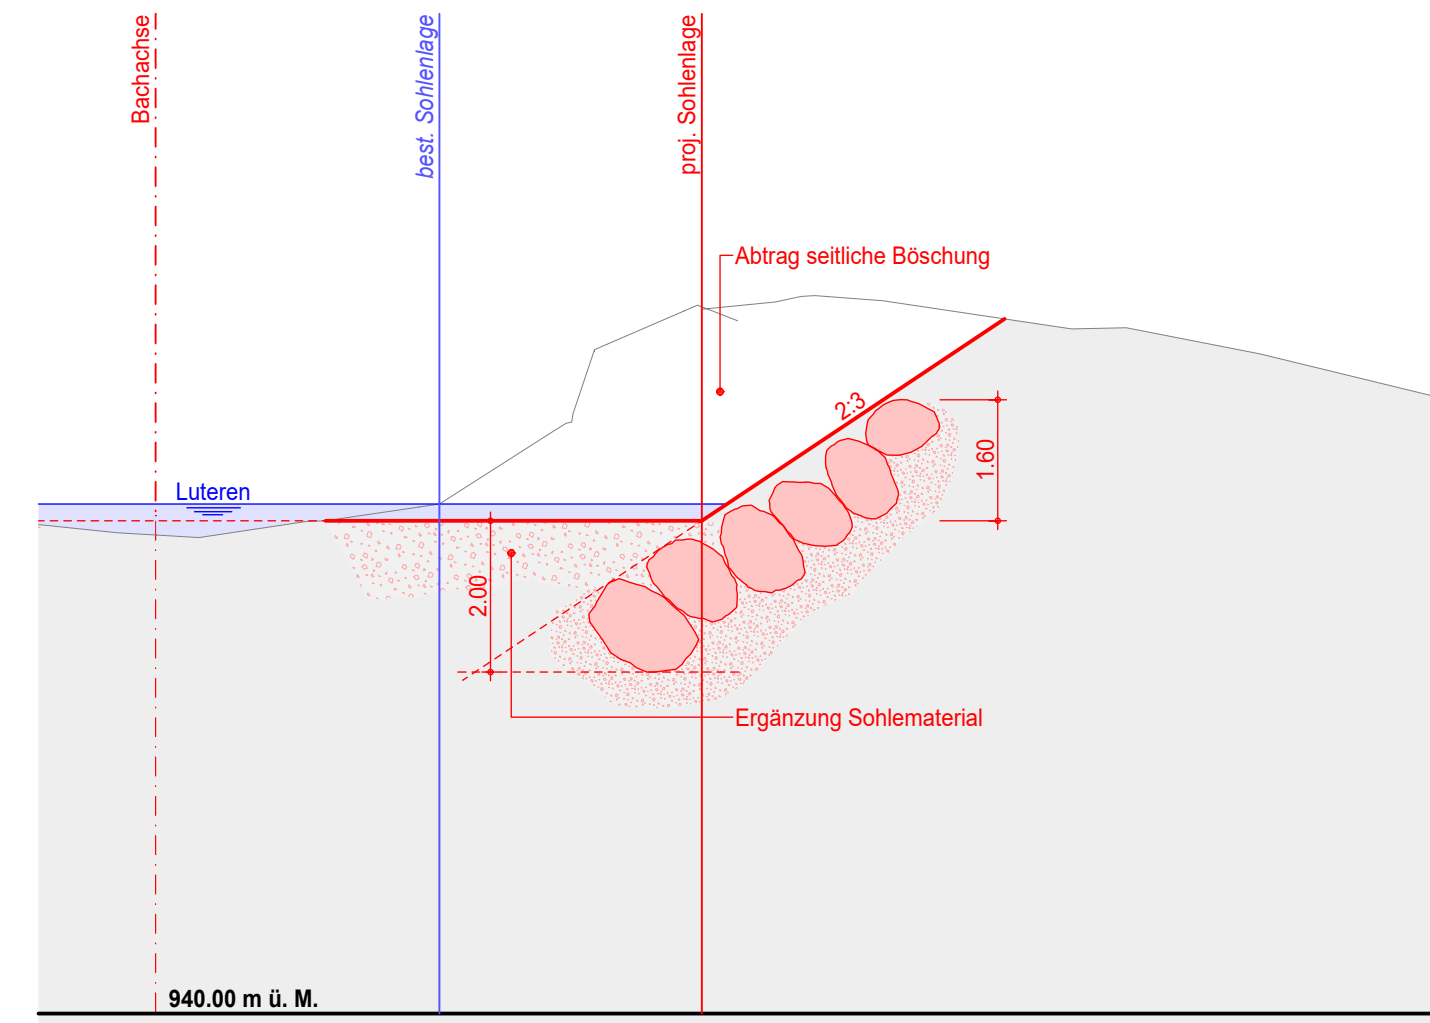 Bachachse
best. Sohlenlage
proj. Sohlenlage
Abtrag seitliche Böschung
2:3
1.60
Luteren
2.00
Ergänzung Sohlematerial
940.00 m ü. M.